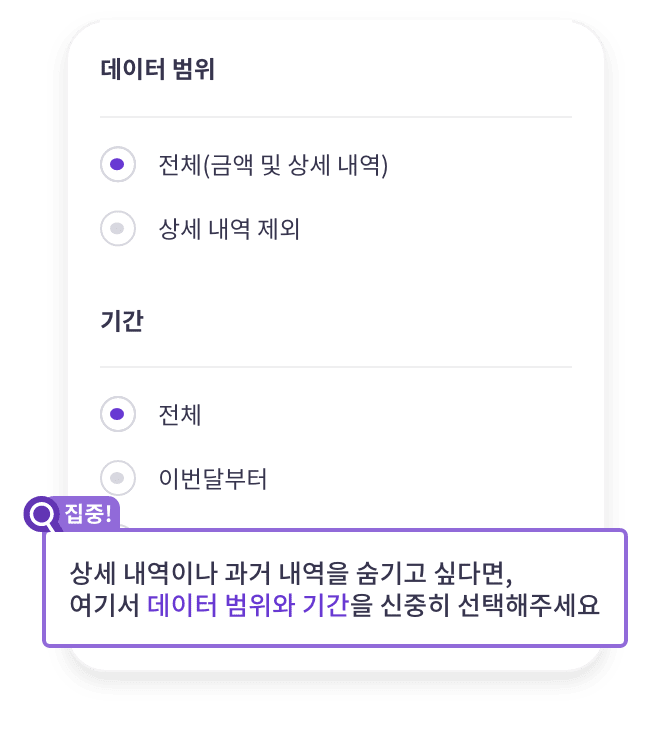 데이터 범위
전체(금액 및 상세 내역)
상세 내역 제외
기간
전체
이번달부터
집중!
상세 내역이나 과거 내역을 숨기고 싶다면,
여기서 데이터 범위와 기간을 신중히 선택해주세요